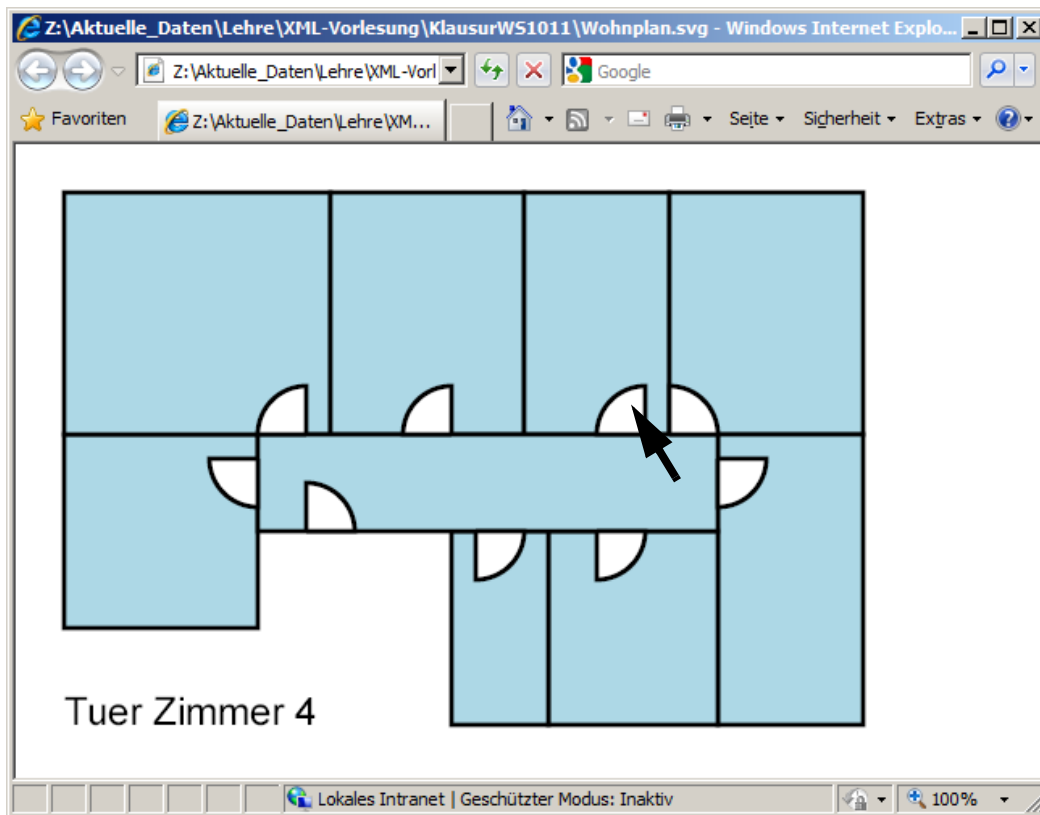 Z:\Aktuelle_Daten\Lehre\XML-Vorlesung\KlausurWS1011\Wohnplan.svg - Windows Internet Explo...
Z:\Aktuelle_Daten\Lehre\XML-Vorl
Google
Favoriten
Z:\Aktuelle_Daten\Lehre\XM...
Seite
Sicherheit
Extras
Tuer Zimmer 4
Lokales Intranet | Geschützter Modus: Inaktiv
100%